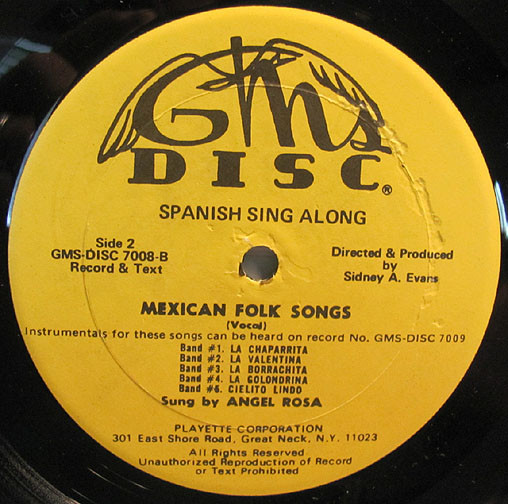 GMS
DISC®
SPANISH SING ALONG
Side 2
GMS-DISC 7008-B
Record & Text
Directed & Produced
by
Sidney A. Evans
MEXICAN FOLK SONGS
(Vocal)
Instrumentals for these songs can be heard on record No. GMS-DISC 7009
Band #1. LA CHAPARRITA
Band #2. LA VALENTINA
Band #3. LA BORRACHITA
Band #4. LA GOLONDRINA
Band #5. CIELITO LINDO
Sung by ANGEL ROSA
PLAYETTE CORPORATION
301 East Shore Road, Great Neck, N.Y. 11023
All Rights Reserved
Unauthorized Reproduction of Record
or Text Prohibited